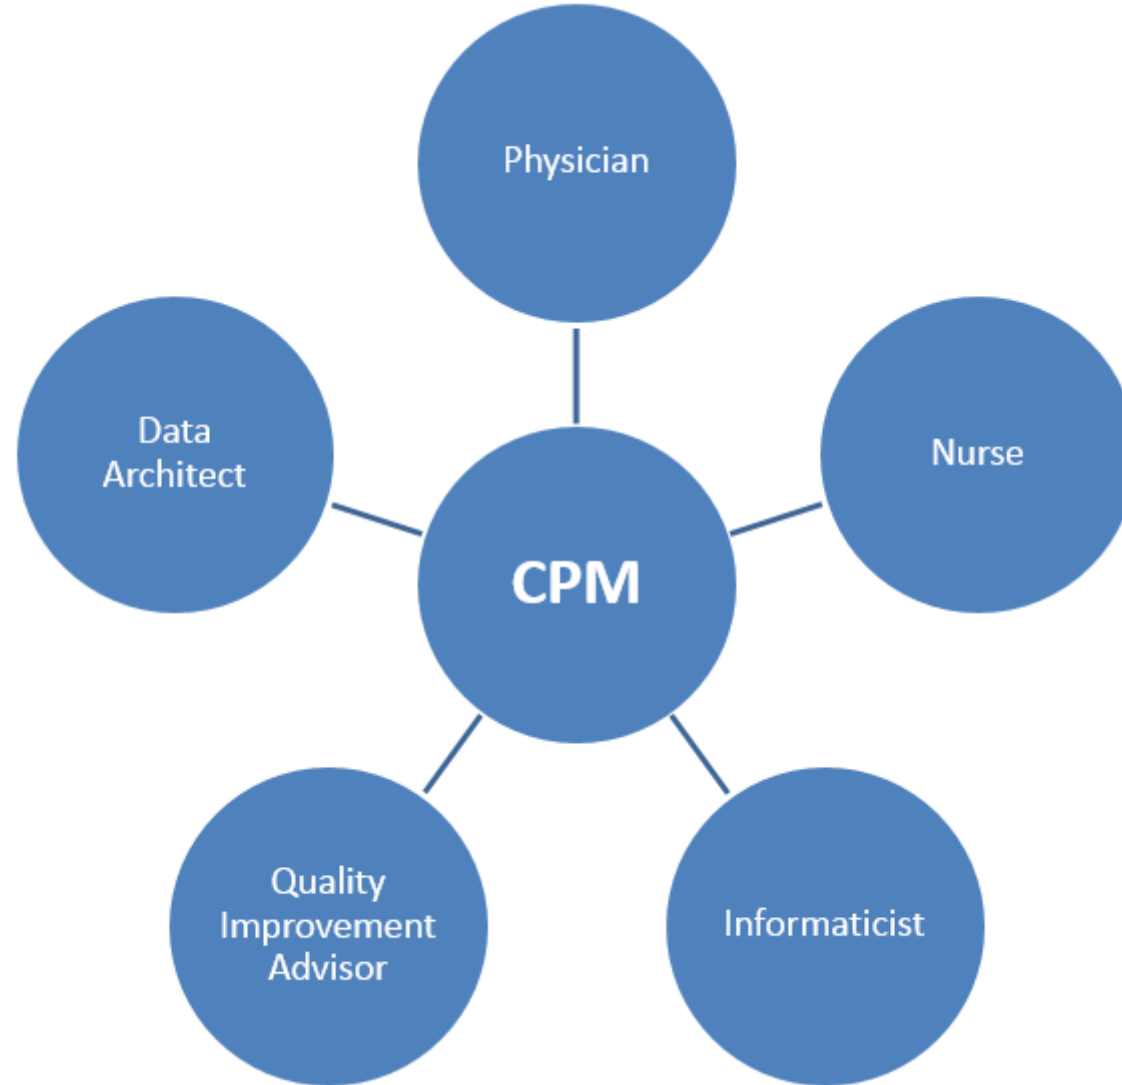 Physician
Data
Architect
Nurse
CPM
Quality
Improvement
Advisor
Informaticist